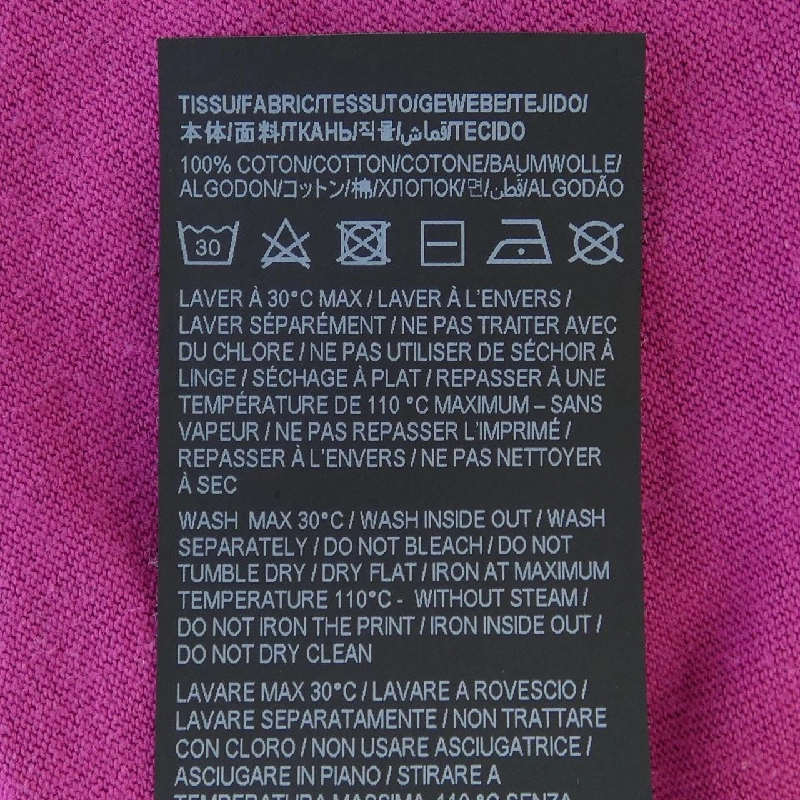 TISSU/FABRIC/TESSUTO/GEWEBE/TEJIDO/
本体/面料/ТКАНЬ/직물/قماش/TECIDO
100% COTON/COTTON/COTONE/BAUMWOLLE/
ALGODON/コットン/棉/ХЛОПОК/면/قطن/ALGODÃO
30
LAVER À 30°C MAX / LAVER À L'ENVERS /
LAVER SÉPARÉMENT / NE PAS TRAITER AVEC
DU CHLORE / NE PAS UTILISER DE SÉCHOIR À
LINGE / SÉCHAGE À PLAT / REPASSER À UNE
TEMPÉRATURE DE 110 °C MAXIMUM – SANS
VAPEUR / NE PAS REPASSER L'IMPRIMÉ /
REPASSER À L'ENVERS / NE PAS NETTOYER
À SEC
WASH MAX 30°C / WASH INSIDE OUT / WASH
SEPARATELY / DO NOT BLEACH / DO NOT
TUMBLE DRY / DRY FLAT / IRON AT MAXIMUM
TEMPERATURE 110°C - WITHOUT STEAM /
DO NOT IRON THE PRINT / IRON INSIDE OUT /
DO NOT DRY CLEAN
LAVARE MAX 30°C / LAVARE A ROVESCIO /
LAVARE SEPARATAMENTE / NON TRATTARE
CON CLORO / NON USARE ASCIUGATRICE /
ASCIUGARE IN PIANO / STIRARE A
TEMPERATURA MASSIMA 110 °C SENZA